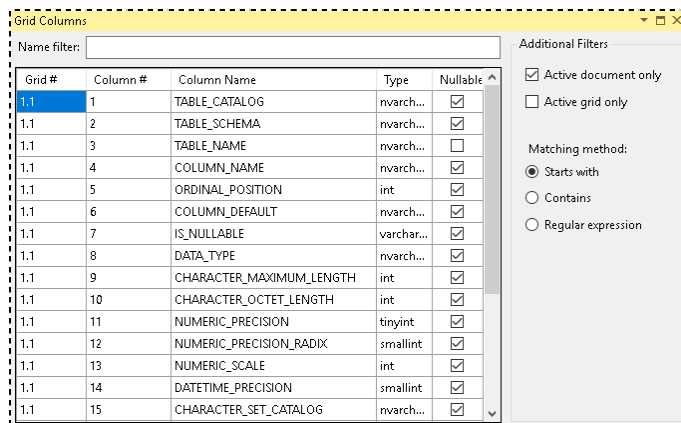 Grid Columns
Name filter:
Grid # Column # Column Name Type Nullable
1.1 1 TABLE_CATALOG nvarch...
1.1 2 TABLE_SCHEMA nvarch...
1.1 3 TABLE_NAME nvarch...
1.1 4 COLUMN_NAME nvarch...
1.1 5 ORDINAL_POSITION int
1.1 6 COLUMN_DEFAULT nvarch...
1.1 7 IS_NULLABLE varchar...
1.1 8 DATA_TYPE nvarch...
1.1 9 CHARACTER_MAXIMUM_LENGTH int
1.1 10 CHARACTER_OCTET_LENGTH int
1.1 11 NUMERIC_PRECISION tinyint
1.1 12 NUMERIC_PRECISION_RADIX smallint
1.1 13 NUMERIC_SCALE int
1.1 14 DATETIME_PRECISION smallint
1.1 15 CHARACTER_SET_CATALOG nvarch...
Additional Filters
Active document only
Active grid only
Matching method:
Starts with
Contains
Regular expression